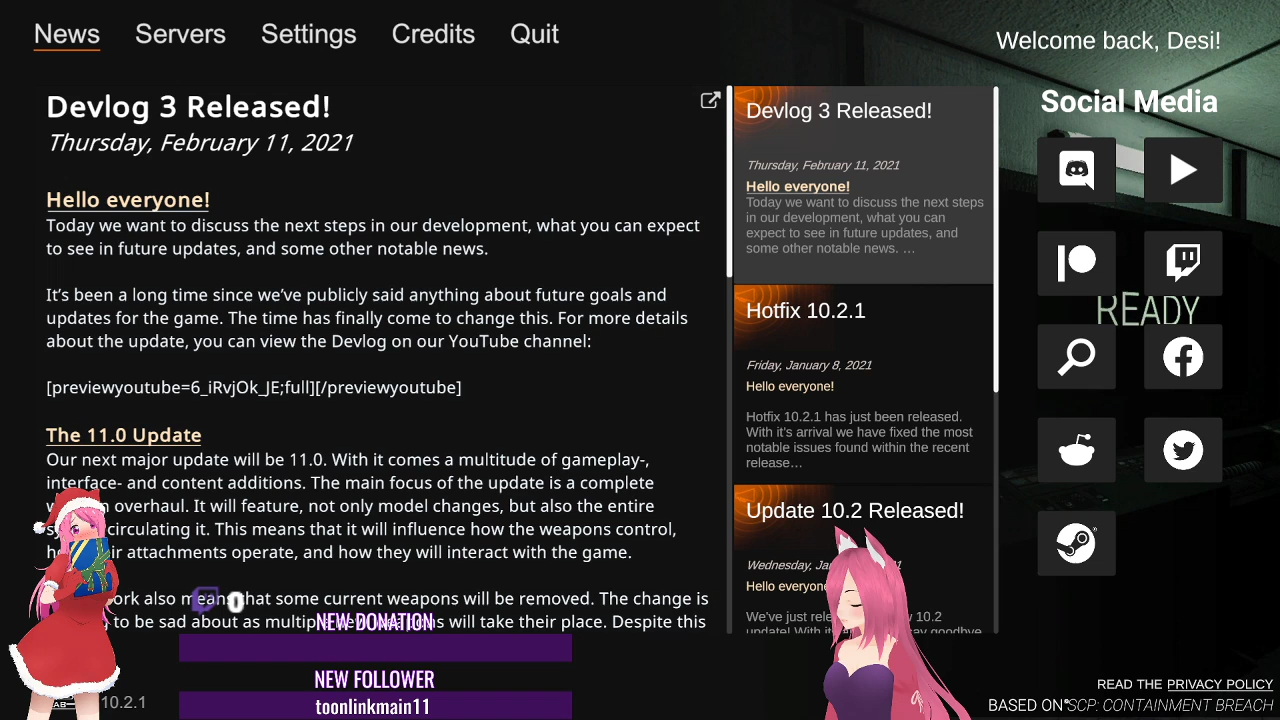 News Servers Settings Credits Quit
Welcome back, Desi!
Devlog 3 Released!
Thursday, February 11, 2021
Hello everyone!
Today we want to discuss the next steps in our development, what you can expect
to see in future updates, and some other notable news.
It's been a long time since we've publicly said anything about future goals and
updates for the game. The time has finally come to change this. For more details
about the update, you can view the Devlog on our YouTube channel:
[previewyoutube=6_iRvjOk_JE;full][/previewyoutube]
The 11.0 Update
Our next major update will be 11.0. With it comes a multitude of gameplay-,
interface- and content additions. The main focus of the update is a complete
overhaul. It will feature, not only model changes, but also the entire
circulating it. This means that it will influence how the weapons control,
attachments operate, and how they will interact with the game.
also means that some current weapons will be removed. The change is
to be sad about as multiple new weapons will take their place. Despite this
0
NEW DONATION
NEW FOLLOWER
toonlinkmain11
10.2.1
Devlog 3 Released!
Thursday, February 11, 2021
Hello everyone!
Today we want to discuss the next steps
in our development, what you can
expect to see in future updates, and
some other notable news. …
Hotfix 10.2.1
Friday, January 8, 2021
Hello everyone!
Hotfix 10.2.1 has just been released.
With it's arrival we have fixed the most
notable issues found within the recent
release…
Update 10.2 Released!
Wednesday,
Hello
We've just 10.2
update! With goodbye
Social Media
READY
READ THE PRIVACY POLICY
BASED ON SCP: CONTAINMENT BREACH